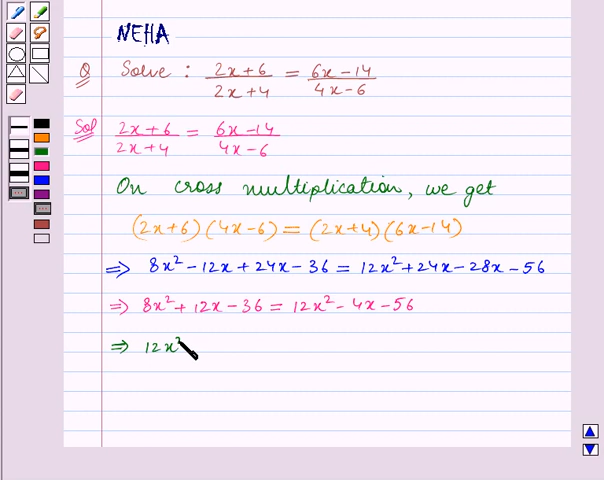 NEHA
Q Solve : (2x+6)/(2x+4) = (6x-14)/(4x-6)
Sol (2x+6)/(2x+4) = (6x-14)/(4x-6)
On cross multiplication, we get
(2x+6)(4x-6) = (2x+4)(6x-14)
⇒ 8x²-12x+24x-36 = 12x²+24x-28x-56
⇒ 8x²+12x-36 = 12x²-4x-56
⇒ 12x²